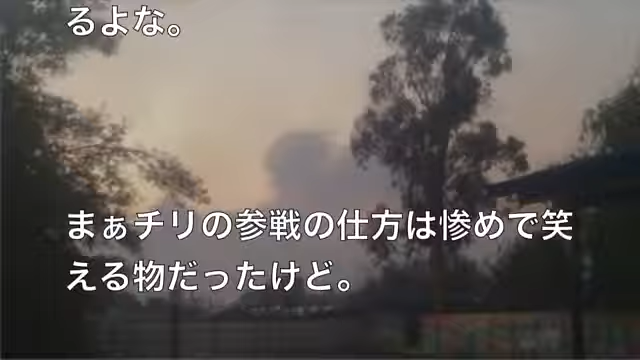 るよな。
まぁチリの参戦の仕方は惨めで笑
える物だったけど。